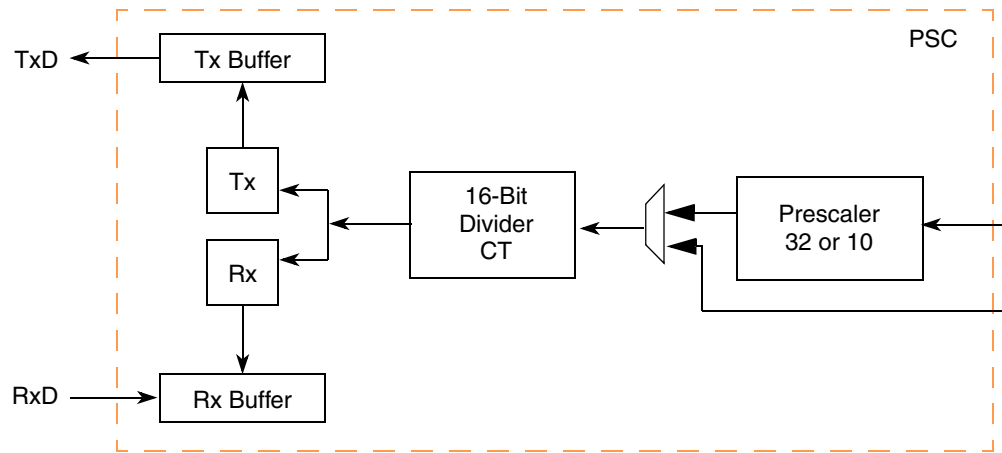 PSC
TxD
Tx Buffer
Tx
16-Bit
Divider
CT
Prescaler
32 or 10
Rx
RxD
Rx Buffer